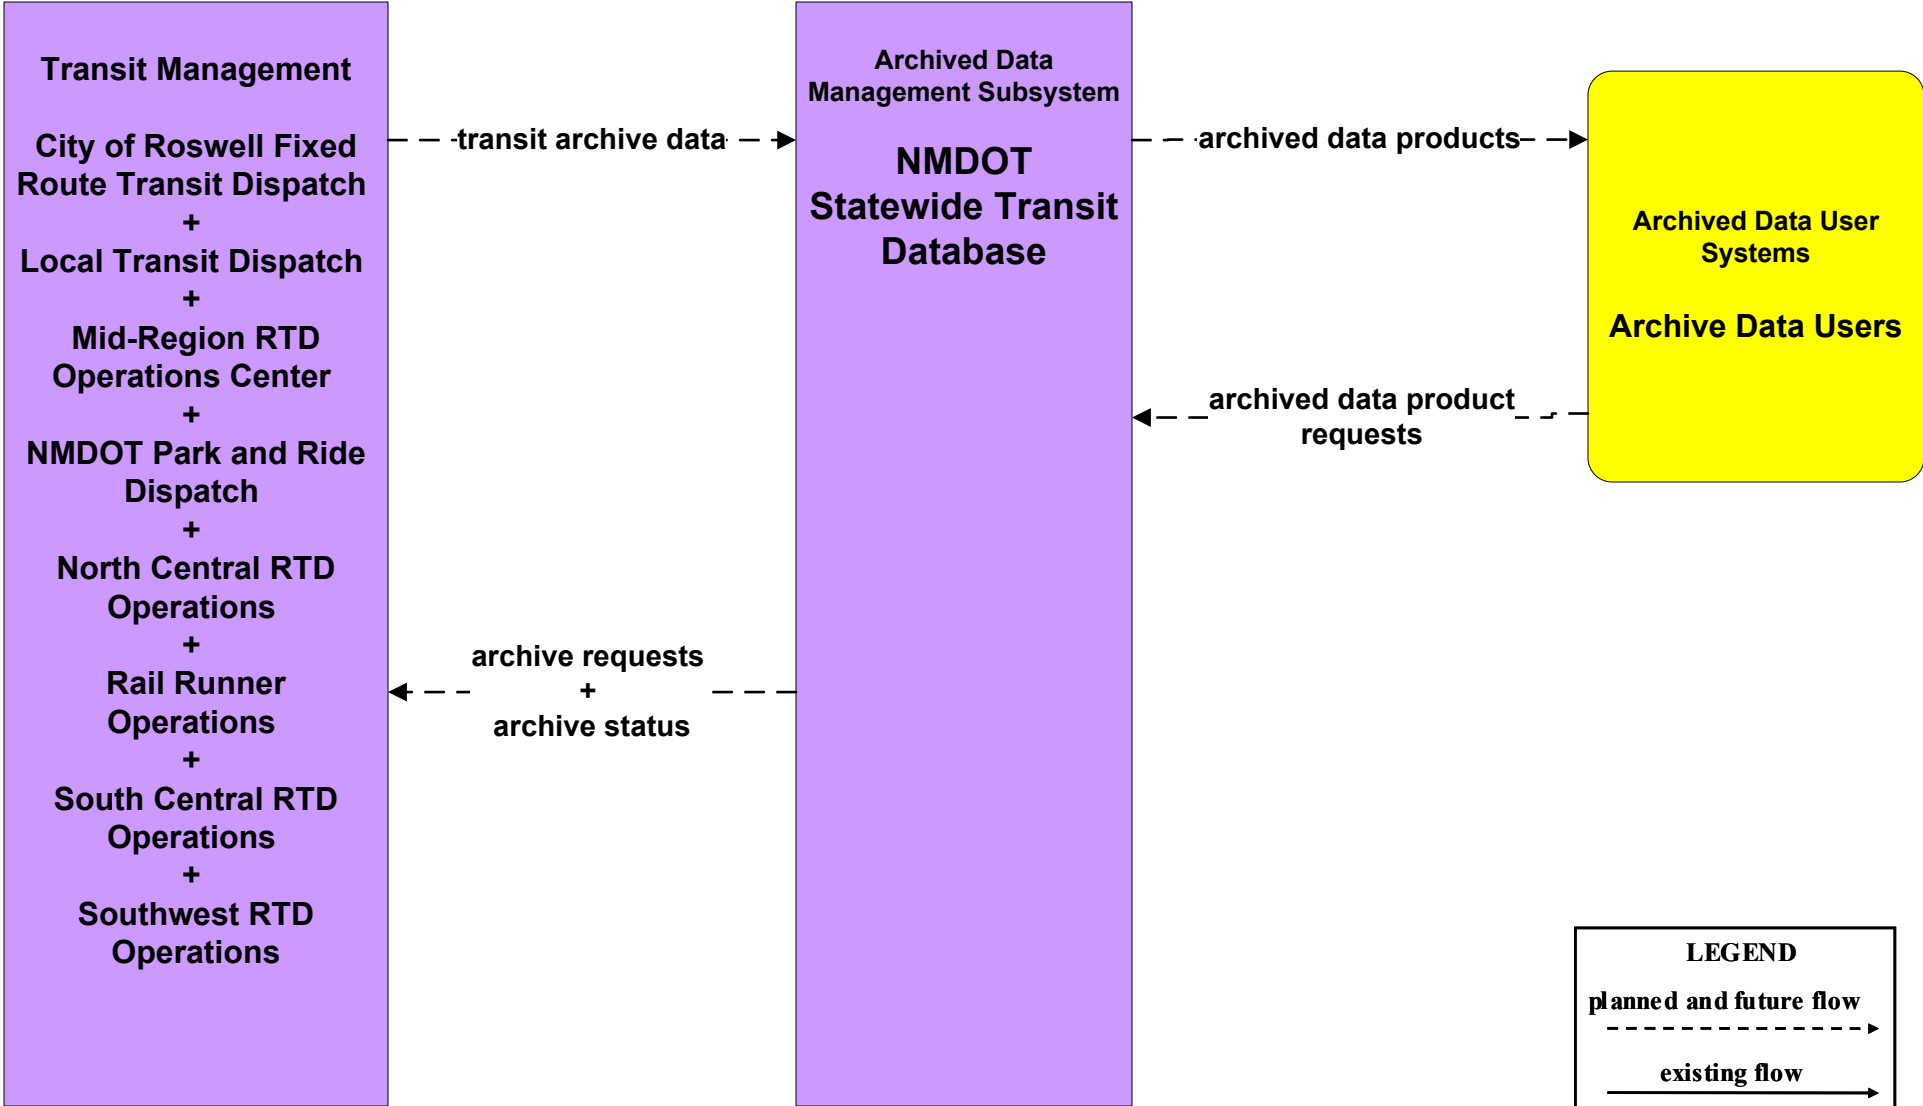 Transit Management
City of Roswell Fixed
Route Transit Dispatch
+
Local Transit Dispatch
+
Mid-Region RTD
Operations Center
+
NMDOT Park and Ride
Dispatch
+
North Central RTD
Operations
+
Rail Runner
Operations
+
South Central RTD
Operations
+
Southwest RTD
Operations
transit archive data
archive requests
+
archive status
Archived Data
Management Subsystem
NMDOT
Statewide Transit
Database
archived data products
archived data product
requests
Archived Data User
Systems
Archive Data Users
LEGEND
planned and future flow
existing flow